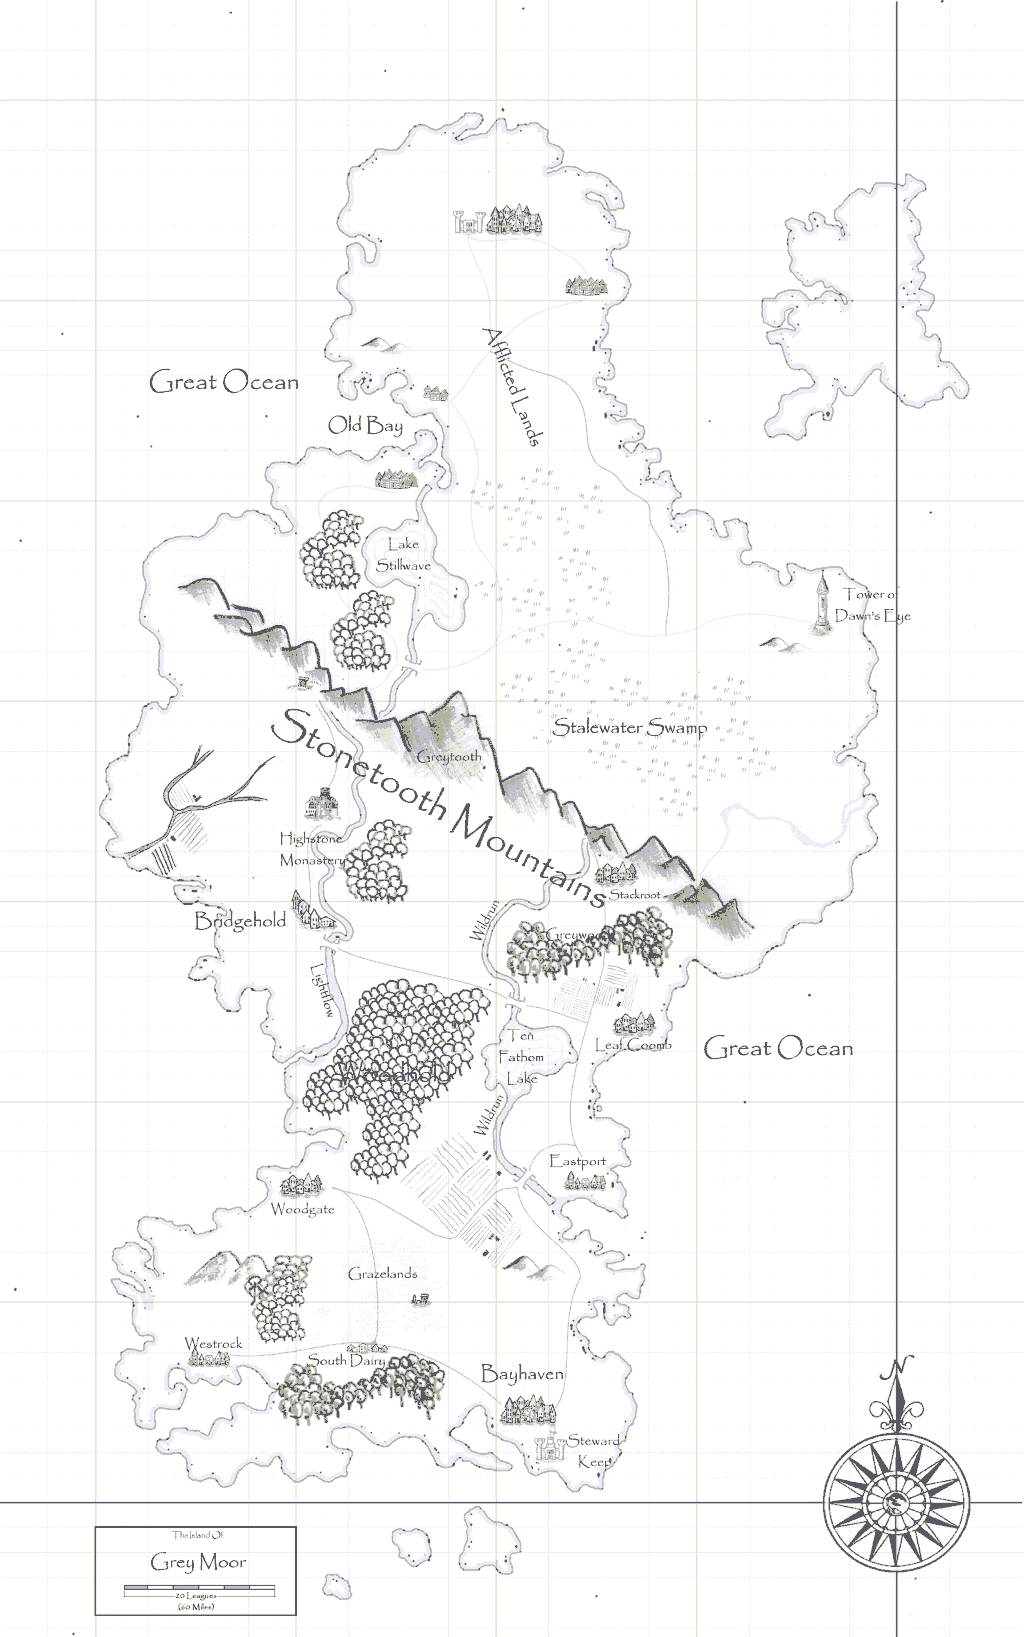 Afflicted Lands
Great Ocean
Old Bay
Lake
Stillwave
Tower of
Dawn's Eye
Stalewater Swamp
Stonetooth Mountains
Greytooth
Highstone
Monastery
Stackroot
Bridgehold
Wildrun
Greywood
Lightflow
Ten
Fathom
Lake
Leaf Coomb
Great Ocean
Woodhold
Wildrun
Eastport
Woodgate
Grazelands
Westrock
South Dairy
Bayhaven
Steward
Keep
N
The Island Of
Grey Moor
20 Leagues
(60 Miles)